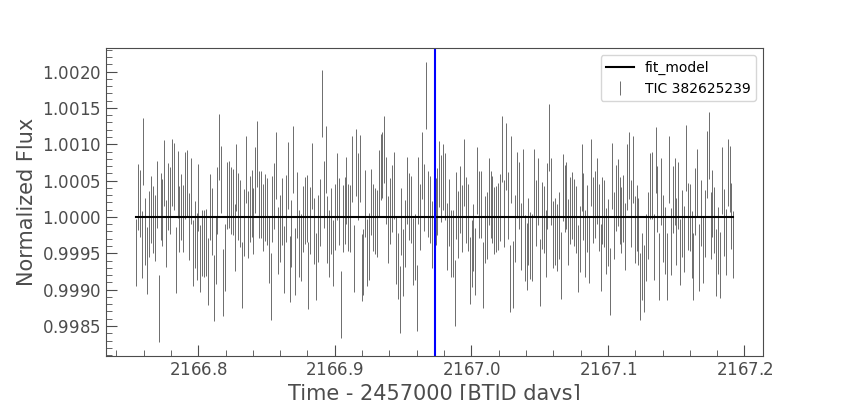 1.0020
1.0015
1.0010
1.0005
1.0000
0.9995
0.9990
0.9985
Normalized Flux
fit_model
TIC 382625239
2166.8 2166.9 2167.0 2167.1 2167.2
Time - 2457000 [BTJD days]